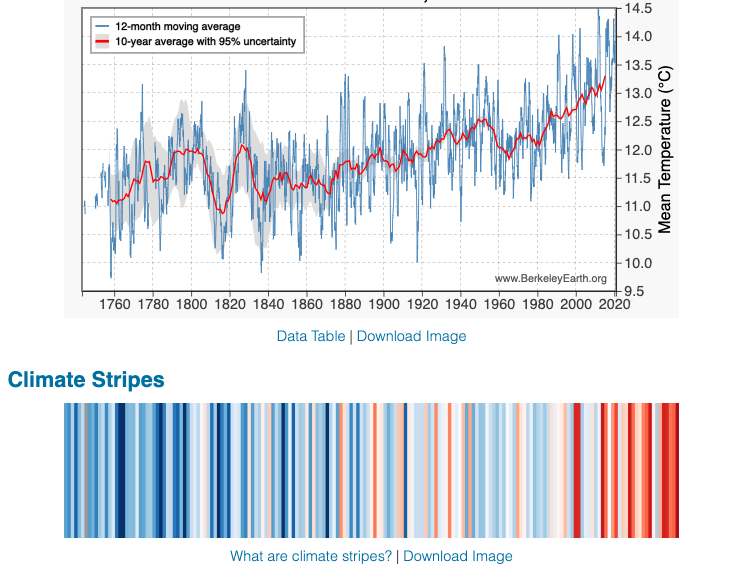 12-month moving average
10-year average with 95% uncertainty
14.5
14.0
13.5
13.0
12.5
12.0
11.5
11.0
10.5
10.0
9.5
Mean Temperature (°C)
www.BerkeleyEarth.org
1760 1780 1800 1820 1840 1860 1880 1900 1920 1940 1960 1980 2000 2020
Data Table | Download Image
Climate Stripes
What are climate stripes? | Download Image